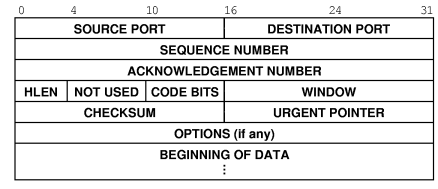 0 4 10 16 24 31
SOURCE PORT DESTINATION PORT
SEQUENCE NUMBER
ACKNOWLEDGEMENT NUMBER
HLEN NOT USED CODE BITS WINDOW
CHECKSUM URGENT POINTER
OPTIONS (if any)
BEGINNING OF DATA
⋮